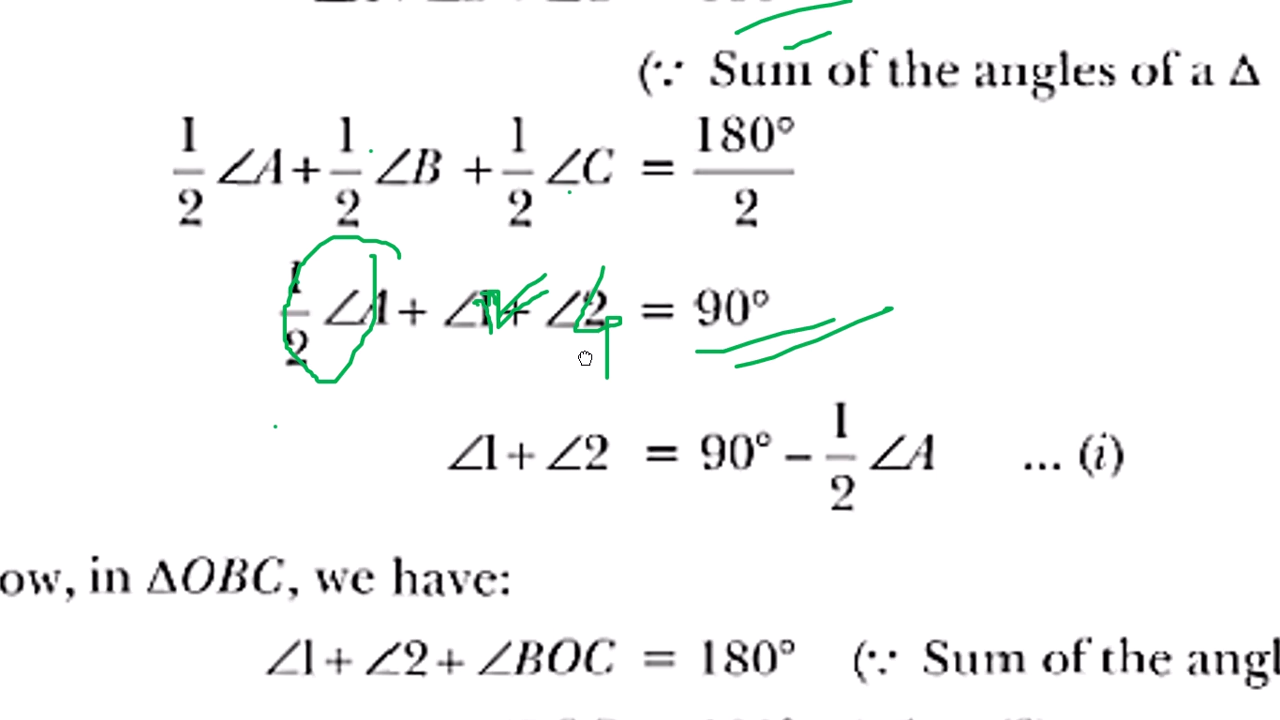 (∵ Sum of the angles of a Δ
1/2 ∠A + 1/2 ∠B + 1/2 ∠C = 180°/2
1/2 ∠A + ∠1 + ∠2 = 90°
∠1 + ∠2 = 90° – 1/2 ∠A ... (i)
ow, in ΔOBC, we have:
∠1 + ∠2 + ∠BOC = 180° (∵ Sum of the angl